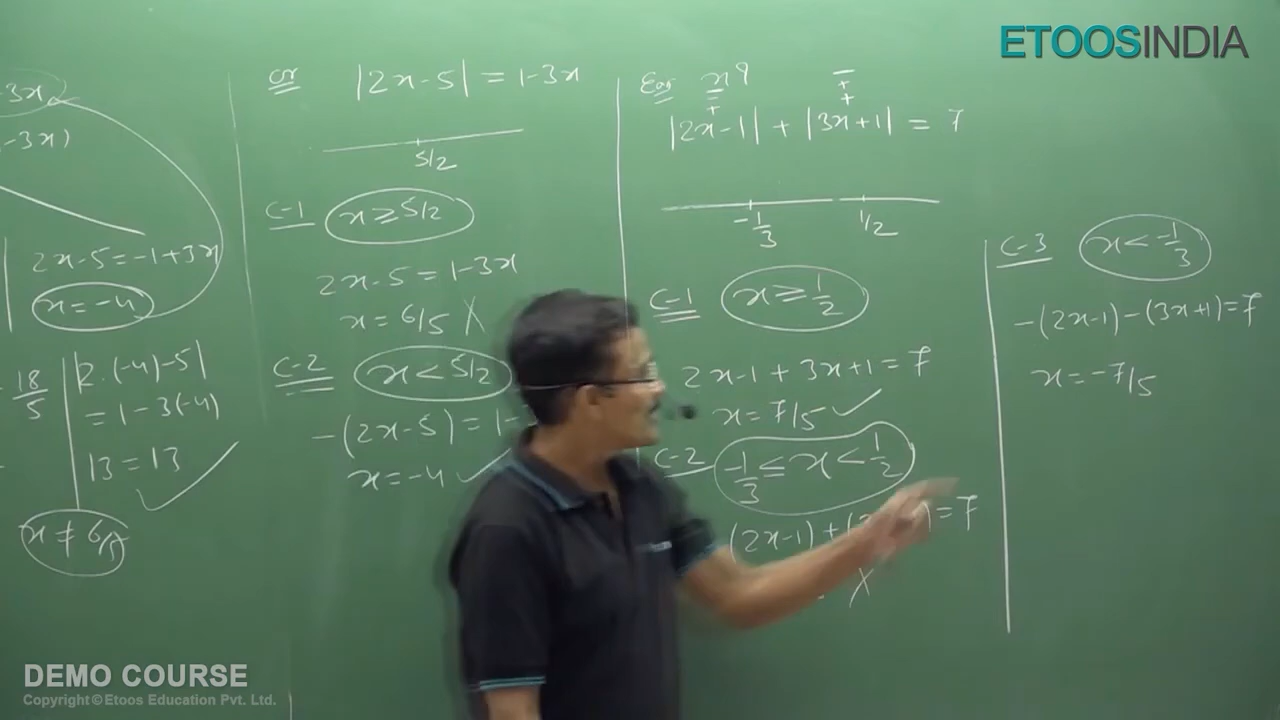 ETOOSINDIA
-3x
-3x)
2x-5=-1+3x
x=-4
18/5
|2.(-4)-5|
=1-3(-4)
13=13
x≠6/5
or |2x-5|=1-3x
5/2
C-1 x≥5/2
2x-5=1-3x
x=6/5 X
C-2 x<5/2
-(2x-5)=1-
x=-4 ✓
|2x-1|+|3x+1|=7
-1/3 1/2
C-1 x≥1/2
2x-1+3x+1=7
x=7/5 ✓
C-2 -1/3≤x<1/2
(2x-1)+( )=7
X
C-3 x<-1/3
-(2x-1)-(3x+1)=7
x=-7/5
DEMO COURSE
Copyright©Etoos Education Pvt. Ltd.